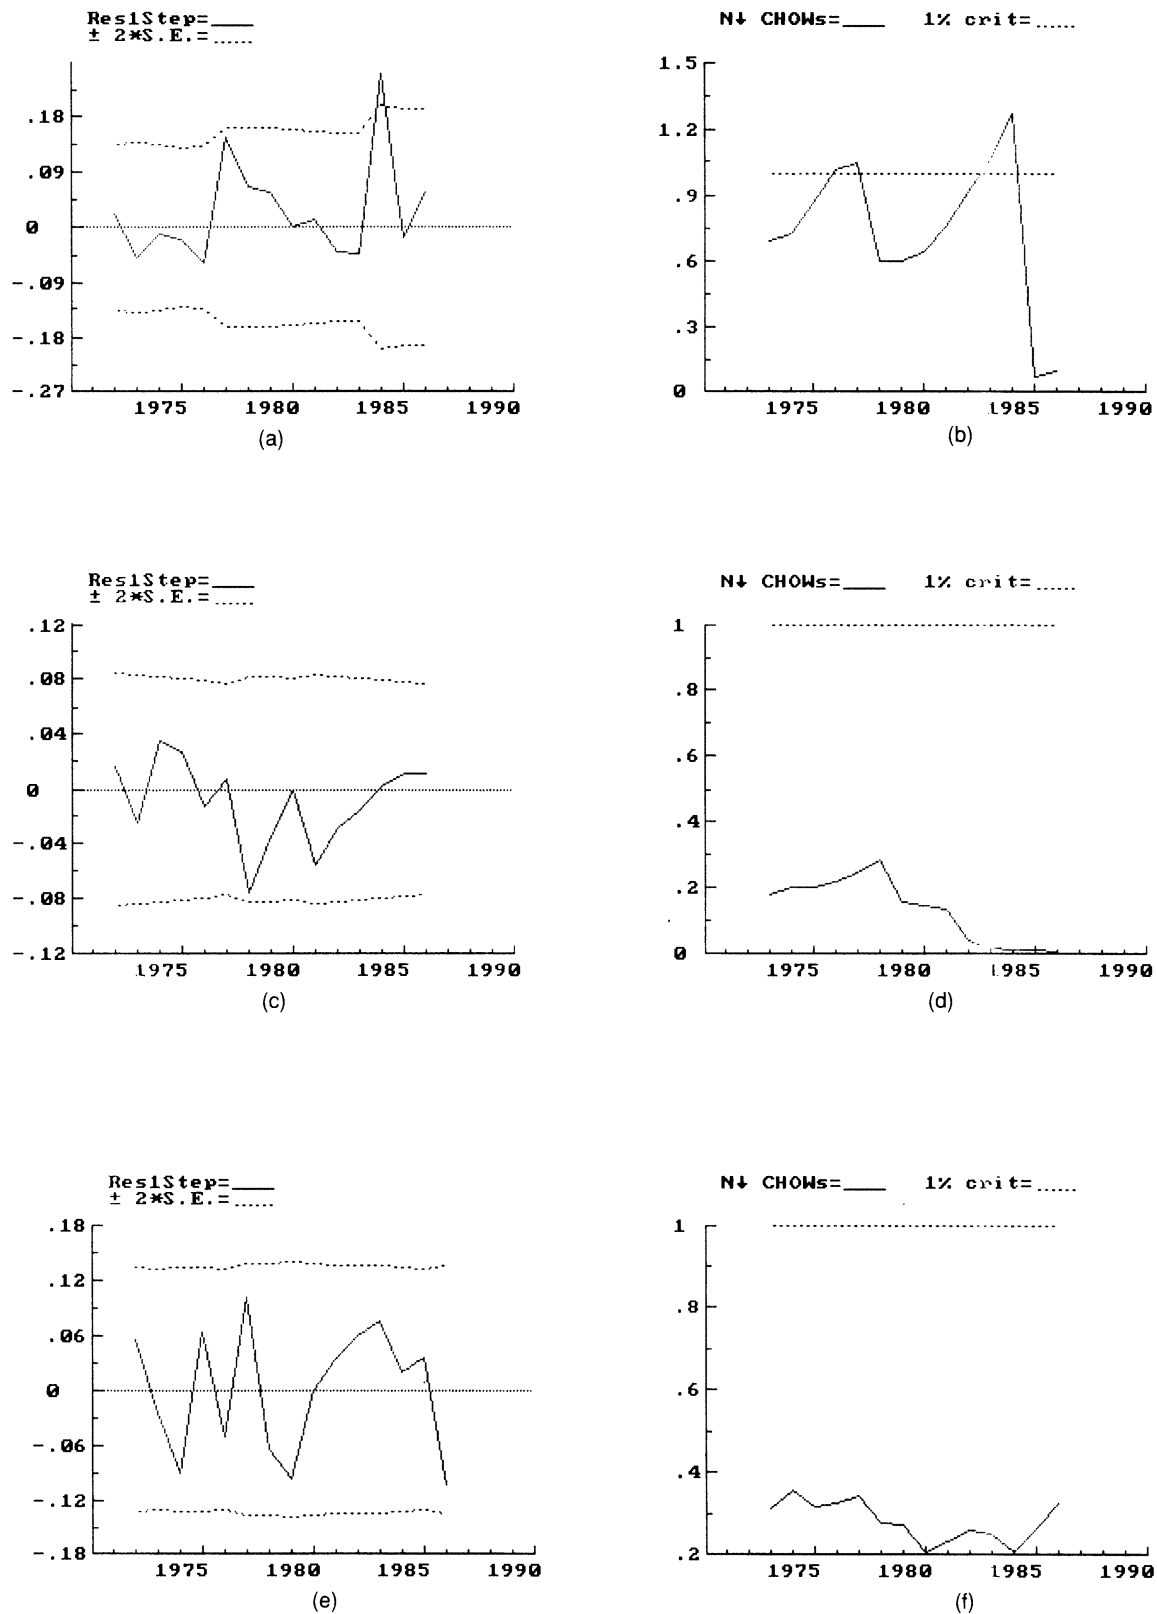 Res1Step=____
± 2*S.E.=.....
.18
.09
0
-.09
-.18
-.27
1975 1980 1985 1990
(a)
N↓ CHOWs=____ 1% crit=.....
1.5
1.2
.9
.6
.3
0
1975 1980 1985 1990
(b)
Res1Step=____
± 2*S.E.=.....
.12
.08
.04
0
-.04
-.08
-.12
1975 1980 1985 1990
(c)
N↓ CHOWs=____ 1% crit=.....
1
.8
.6
.4
.2
0
1975 1980 1985 1990
(d)
Res1Step=____
± 2*S.E.=.....
.18
.12
.06
0
-.06
-.12
-.18
1975 1980 1985 1990
(e)
N↓ CHOWs=____ 1% crit=.....
1
.8
.6
.4
.2
1975 1980 1985 1990
(f)